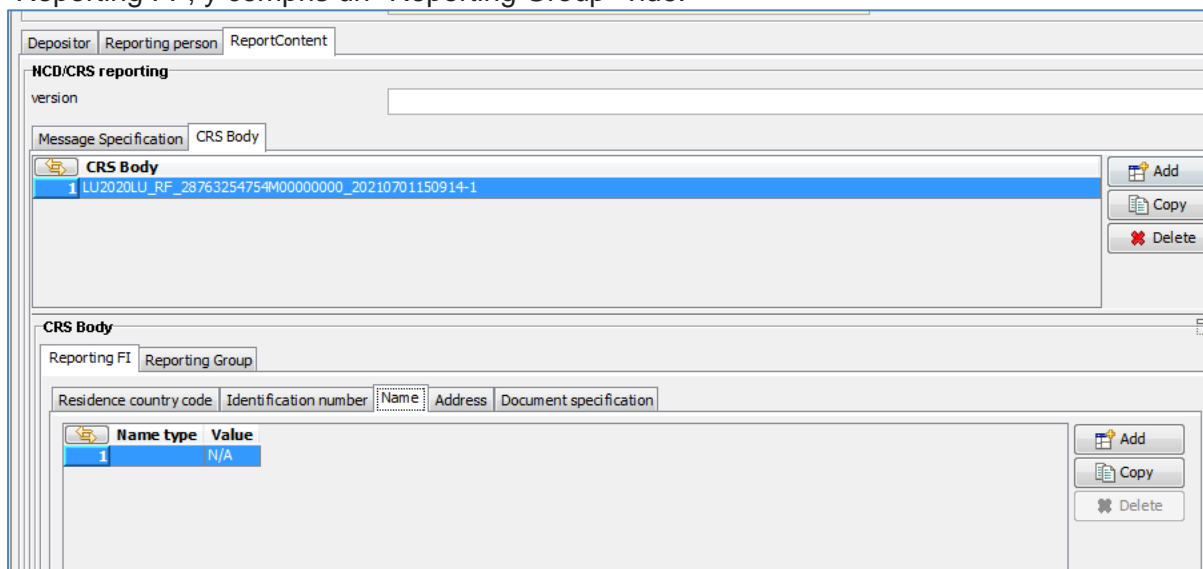 "Reporting FI", y compris un "Reporting Group" vide.
Depositor Reporting person ReportContent
NCD/CRS reporting
version
Message Specification CRS Body
CRS Body
1 LU2020LU_RF_28763254754M00000000_20210701150914-1
Add
Copy
Delete
CRS Body
Reporting FI Reporting Group
Residence country code Identification number Name Address Document specification
Name type Value
1 N/A
Add
Copy
Delete